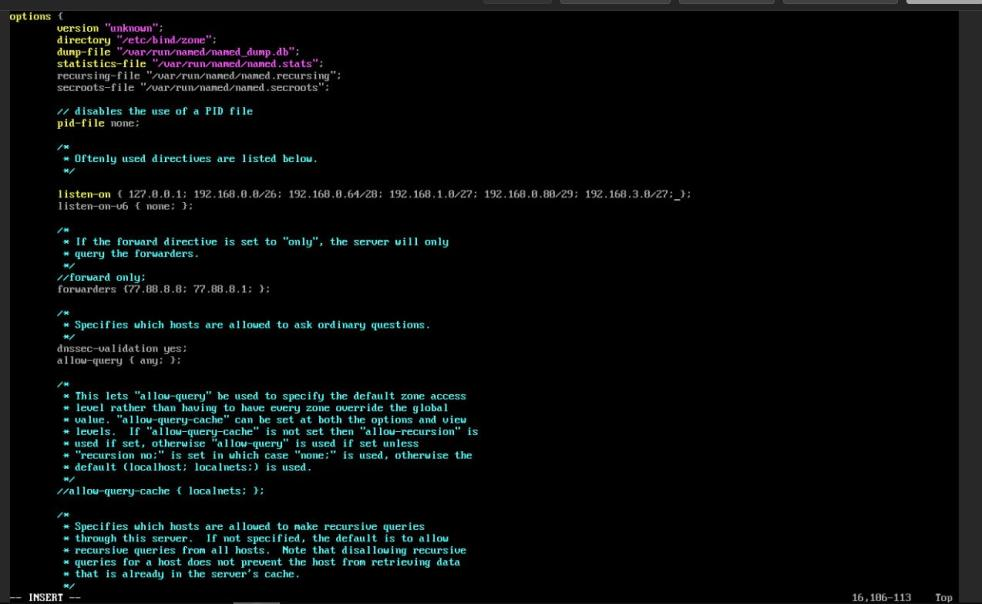 options {
version "unknown";
directory "/etc/bind/zone";
dump-file "/var/run/named/named_dump.db";
statistics-file "/var/run/named/named.stats";
recursing-file "/var/run/named/named.recursing";
secroots-file "/var/run/named/named.secroots";
// disables the use of a PID file
pid-file none;
/*
* Oftenly used directives are listed below.
*/
listen-on { 127.0.0.1; 192.168.0.0/26; 192.168.0.64/28; 192.168.1.0/27; 192.168.0.80/29; 192.168.3.0/27;_};
listen-on-v6 { none; };
/*
* If the forward directive is set to "only", the server will only
* query the forwarders.
*/
//forward only;
forwarders {77.88.8.8; 77.88.8.1; };
/*
* Specifies which hosts are allowed to ask ordinary questions.
*/
dnssec-validation yes;
allow-query { any; };
/*
* This lets "allow-query" be used to specify the default zone access
* level rather than having to have every zone override the global
* value. "allow-query-cache" can be set at both the options and view
* levels.  If "allow-query-cache" is not set then "allow-recursion" is
* used if set, otherwise "allow-query" is used if set unless
* "recursion no;" is set in which case "none;" is used, otherwise the
* default (localhost; localnets;) is used.
*/
//allow-query-cache { localnets; };
/*
* Specifies which hosts are allowed to make recursive queries
* through this server.  If not specified, the default is to allow
* recursive queries from all hosts.  Note that disallowing recursive
* queries for a host does not prevent the host from retrieving data
* that is already in the server's cache.
*/
-- INSERT -- 16,106-113 Top